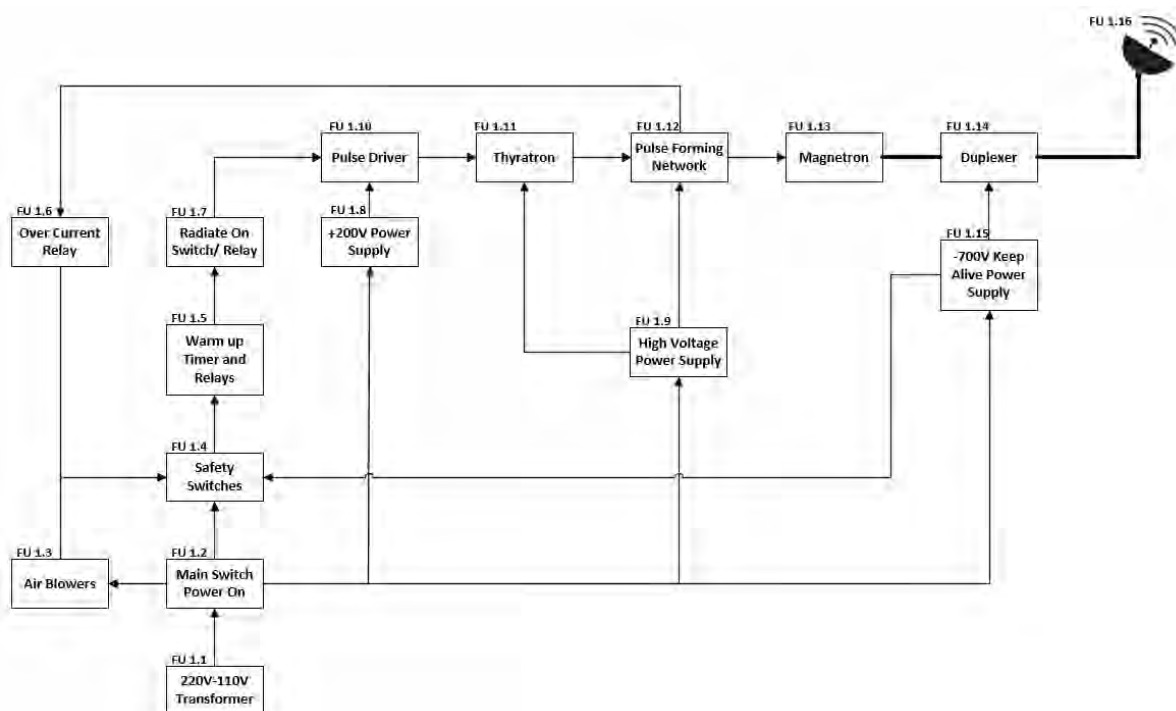 FU 1.16
FU 1.10
Pulse Driver
FU 1.11
Thyratron
FU 1.12
Pulse Forming
Network
FU 1.13
Magnetron
FU 1.14
Duplexer
FU 1.6
Over Current
Relay
FU 1.7
Radiate On
Switch/ Relay
FU 1.8
+200V Power
Supply
FU 1.15
-700V Keep
Alive Power
Supply
FU 1.5
Warm up
Timer and
Relays
FU 1.9
High Voltage
Power Supply
FU 1.4
Safety
Switches
FU 1.3
Air Blowers
FU 1.2
Main Switch
Power On
FU 1.1
220V-110V
Transformer